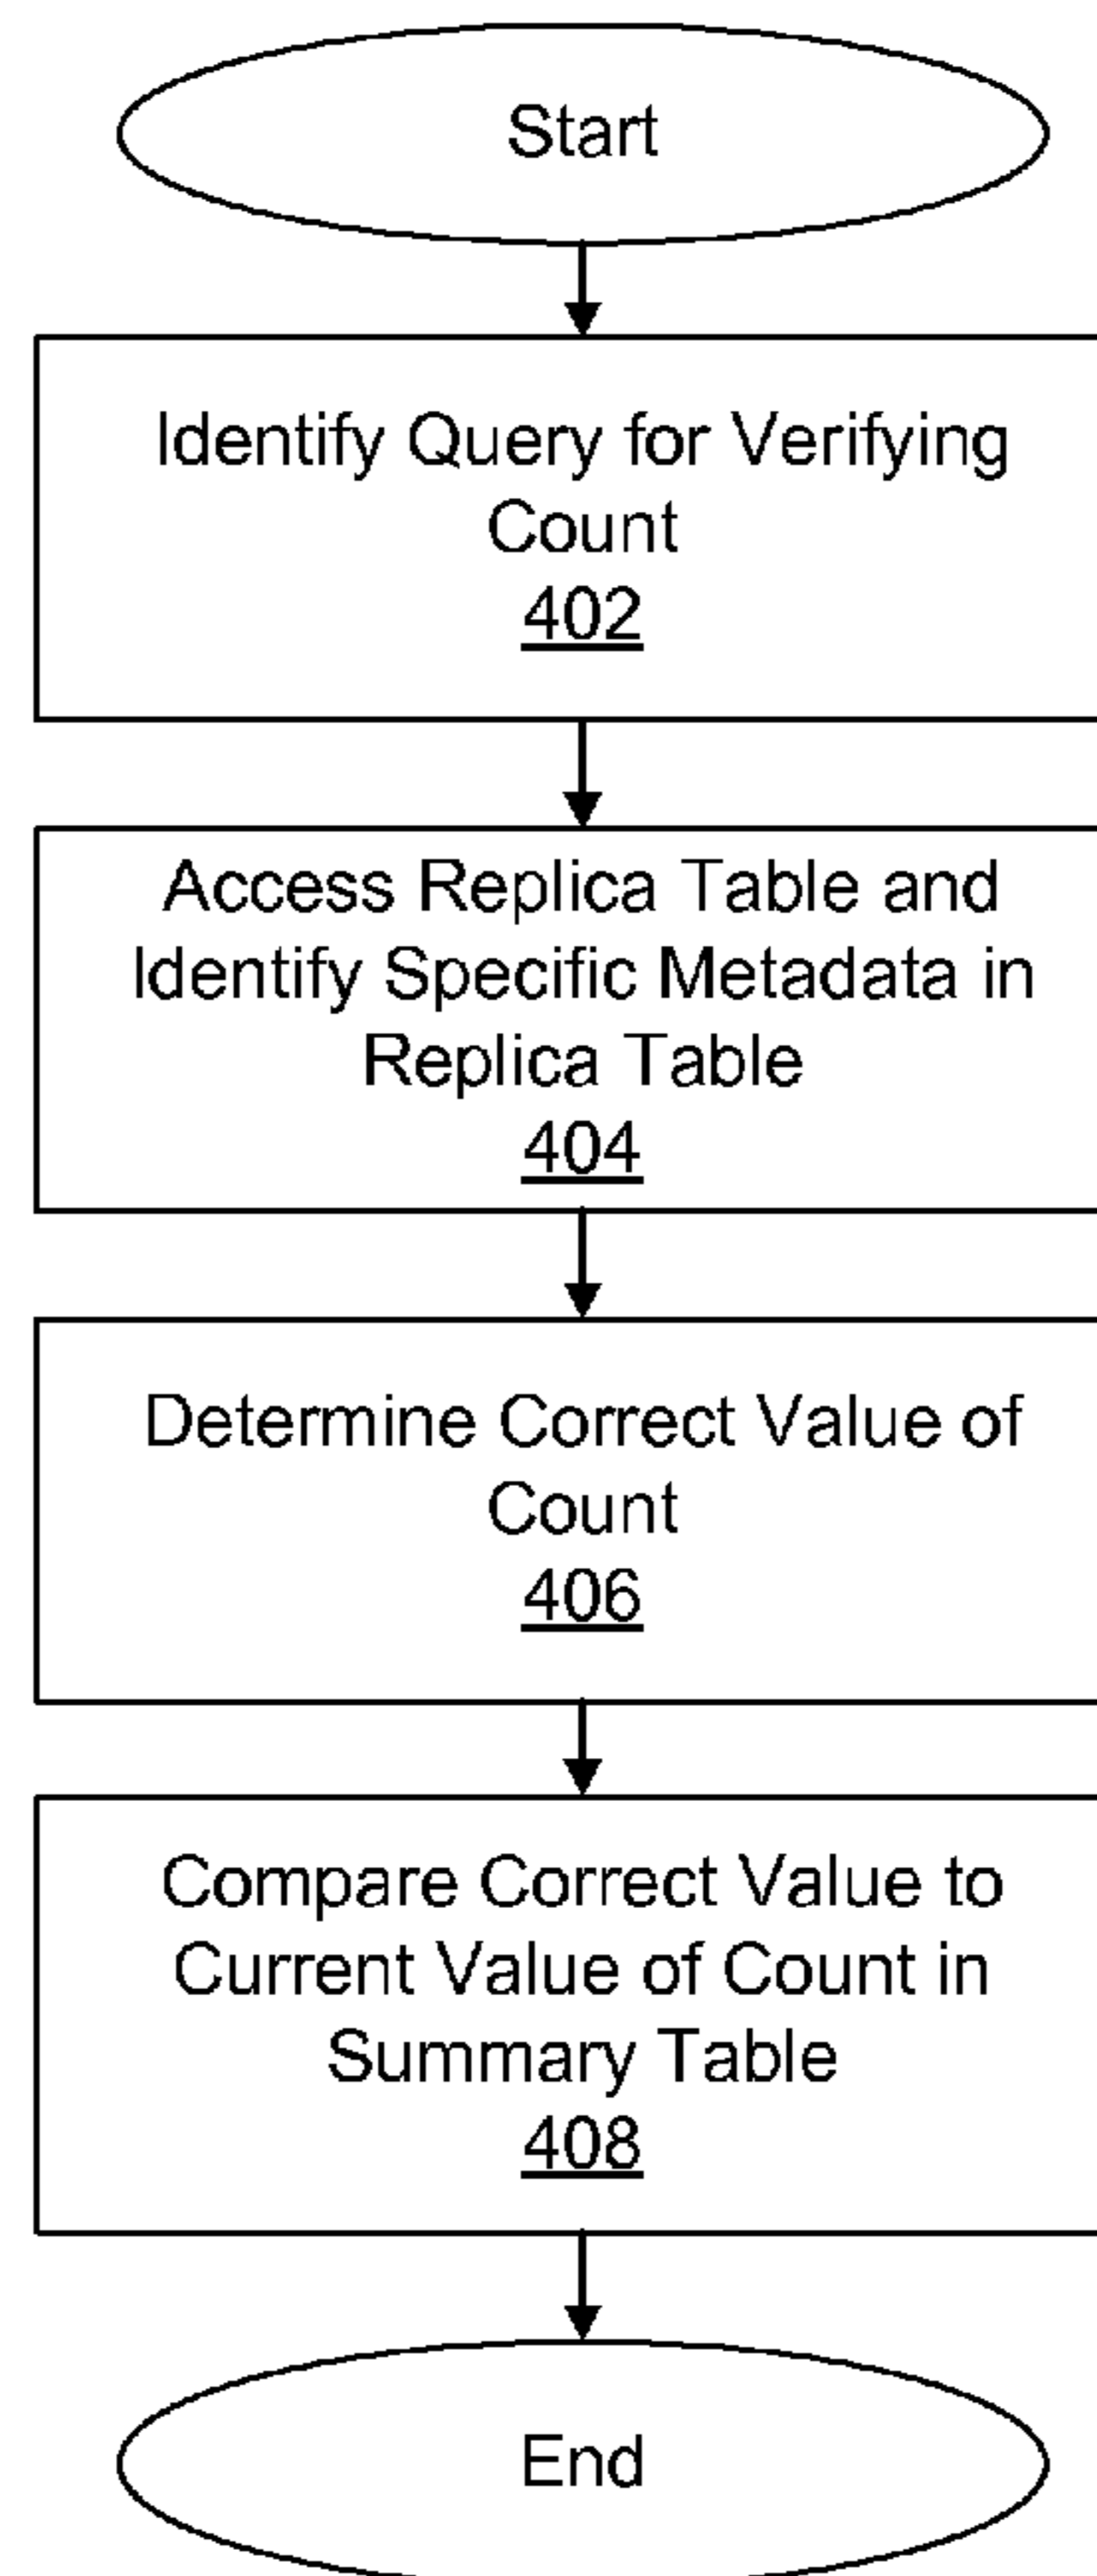 Start
Identify Query for Verifying
Count
402
Access Replica Table and
Identify Specific Metadata in
Replica Table
404
Determine Correct Value of
Count
406
Compare Correct Value to
Current Value of Count in
Summary Table
408
End